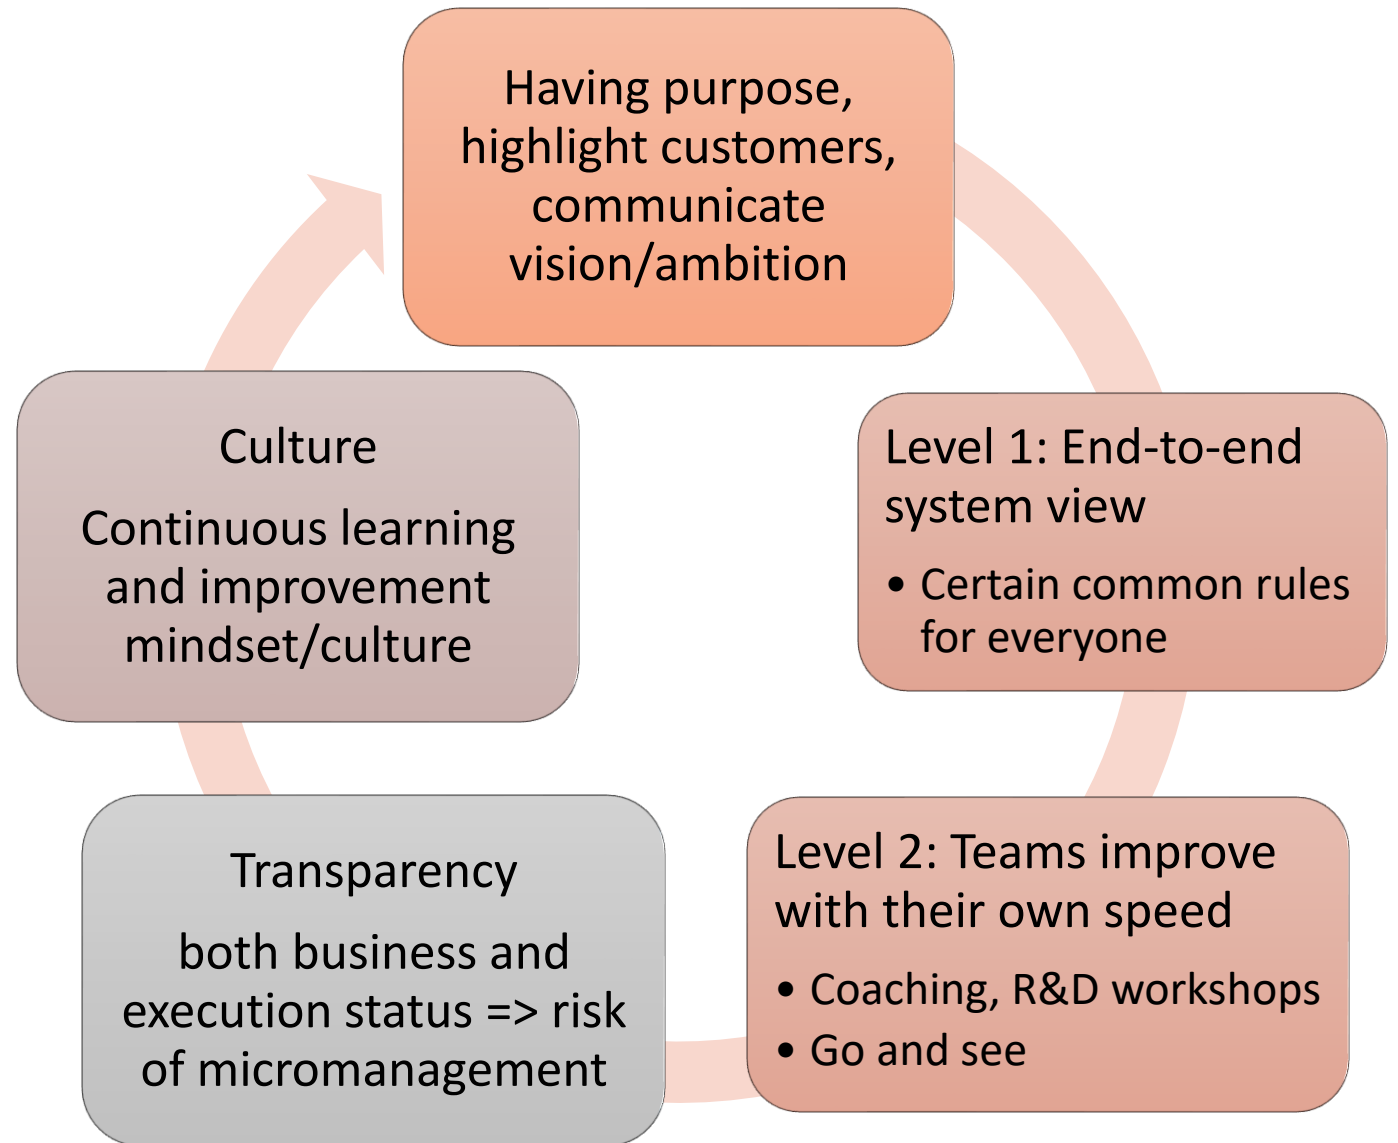 Having purpose,
highlight customers,
communicate
vision/ambition
Level 1: End-to-end
system view
• Certain common rules
for everyone
Level 2: Teams improve
with their own speed
• Coaching, R&D workshops
• Go and see
Transparency
both business and
execution status => risk
of micromanagement
Culture
Continuous learning
and improvement
mindset/culture